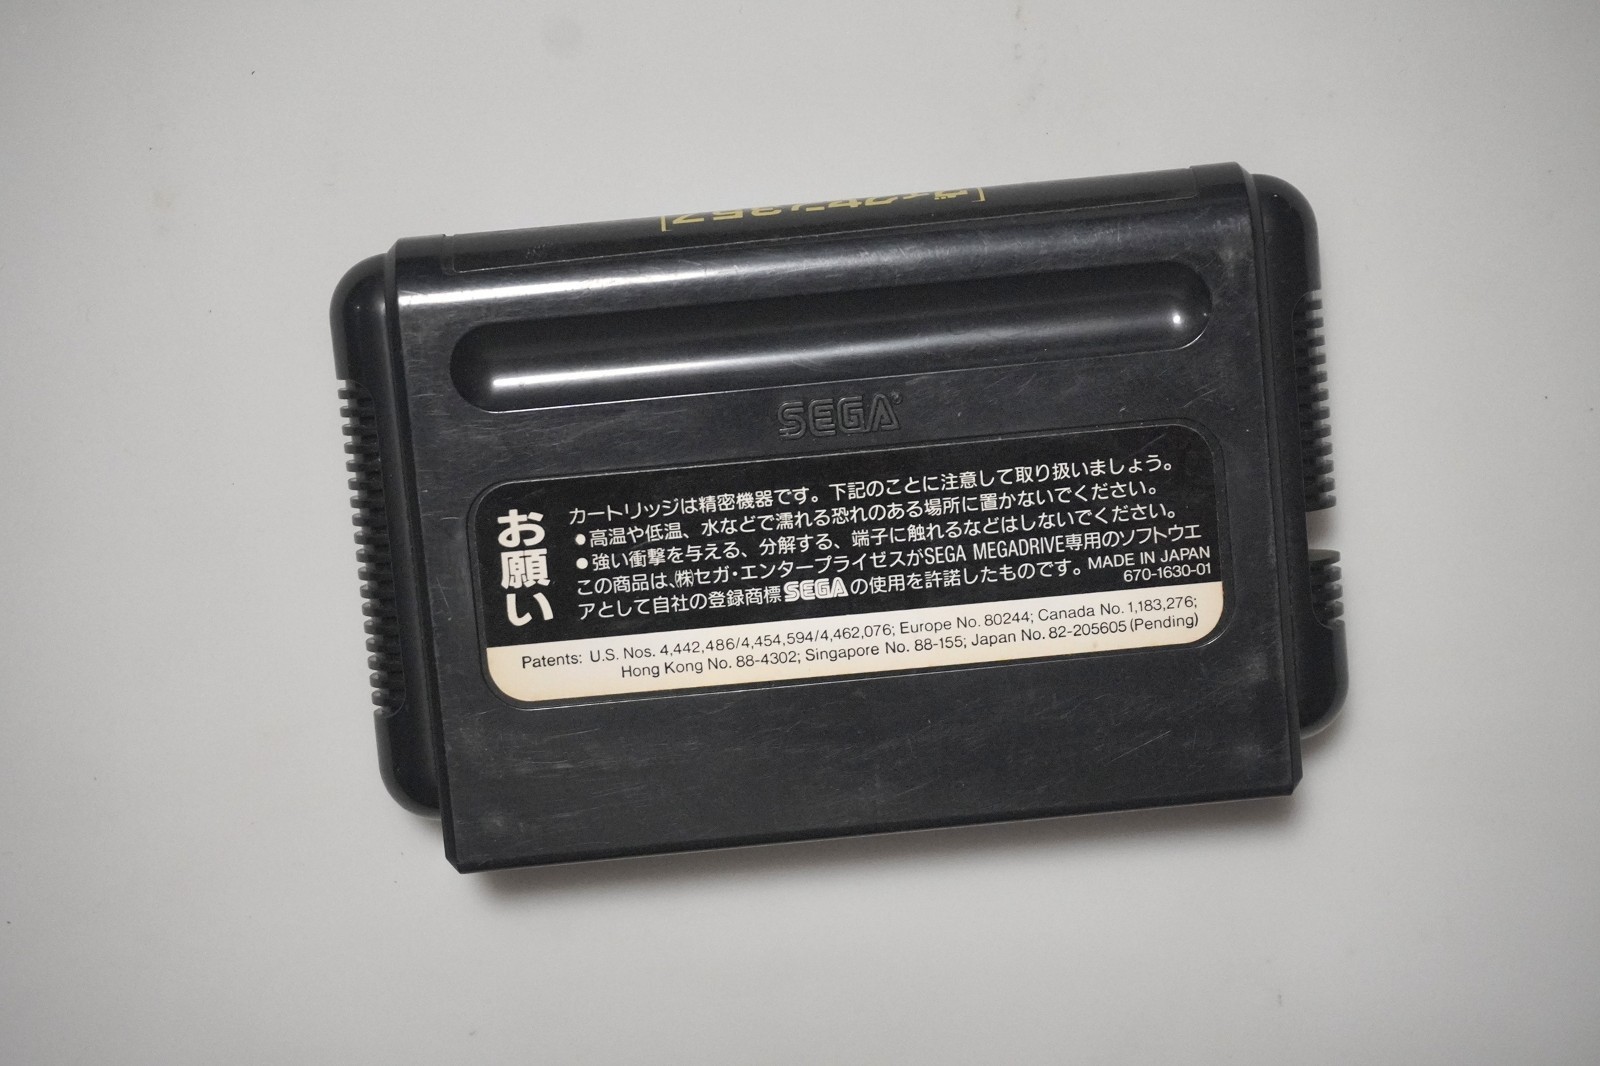 [ヴィクセン357]
SEGA
お願い
カートリッジは精密機器です。下記のことに注意して取り扱いましょう。
●高温や低温、水などで濡れる恐れのある場所に置かないでください。
●強い衝撃を与える、分解する、端子に触れるなどはしないでください。
この商品は、㈱セガ・エンタープライゼスがSEGA MEGADRIVE専用のソフトウエ
アとして自社の登録商標SEGAの使用を許諾したものです。
MADE IN JAPAN
670-1630-01
Patents: U.S. Nos. 4,442,486/4,454,594/4,462,076; Europe No. 80244; Canada No. 1,183,276;
Hong Kong No. 88-4302; Singapore No. 88-155; Japan No. 82-205605 (Pending)